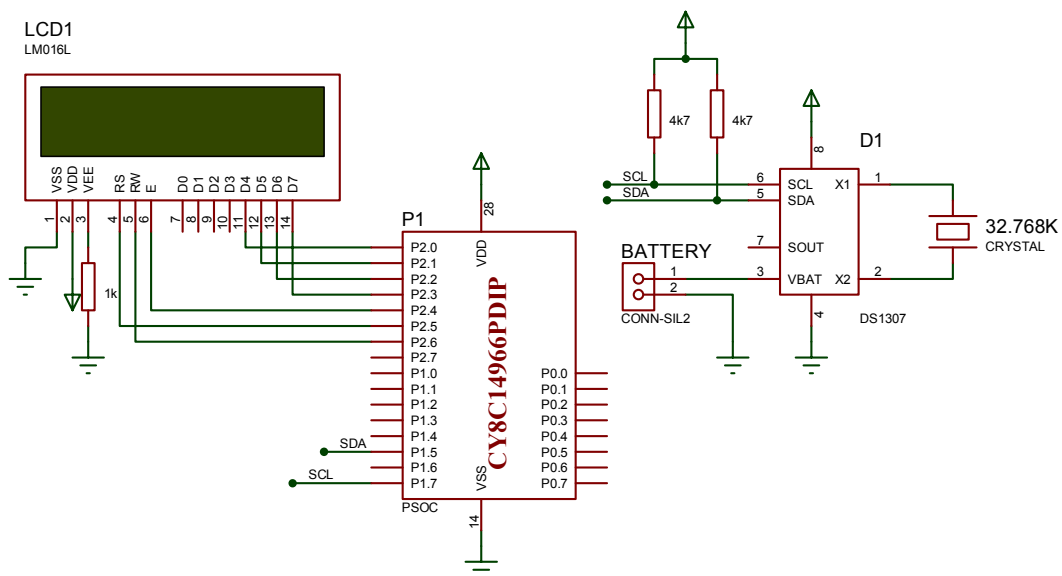 LCD1
LM016L
VSS
VDD
VEE
RS
RW
E
D0
D1
D2
D3
D4
D5
D6
D7
1
2
3
4
5
6
7
8
9
10
11
12
13
14
1k
P1
28
VDD
P2.0
P2.1
P2.2
P2.3
P2.4
P2.5
P2.6
P2.7
P1.0
P1.1
P1.2
P1.3
P1.4
SDA
P1.5
P1.6
SCL
P1.7
CY8C14966PDIP
P0.0
P0.1
P0.2
P0.3
P0.4
P0.5
P0.6
P0.7
VSS
PSOC
14
4k7
4k7
SCL
SDA
8
D1
6
SCL
X1
1
5
SDA
7
SOUT
3
VBAT
X2
2
4
DS1307
32.768K
CRYSTAL
BATTERY
1
2
CONN-SIL2